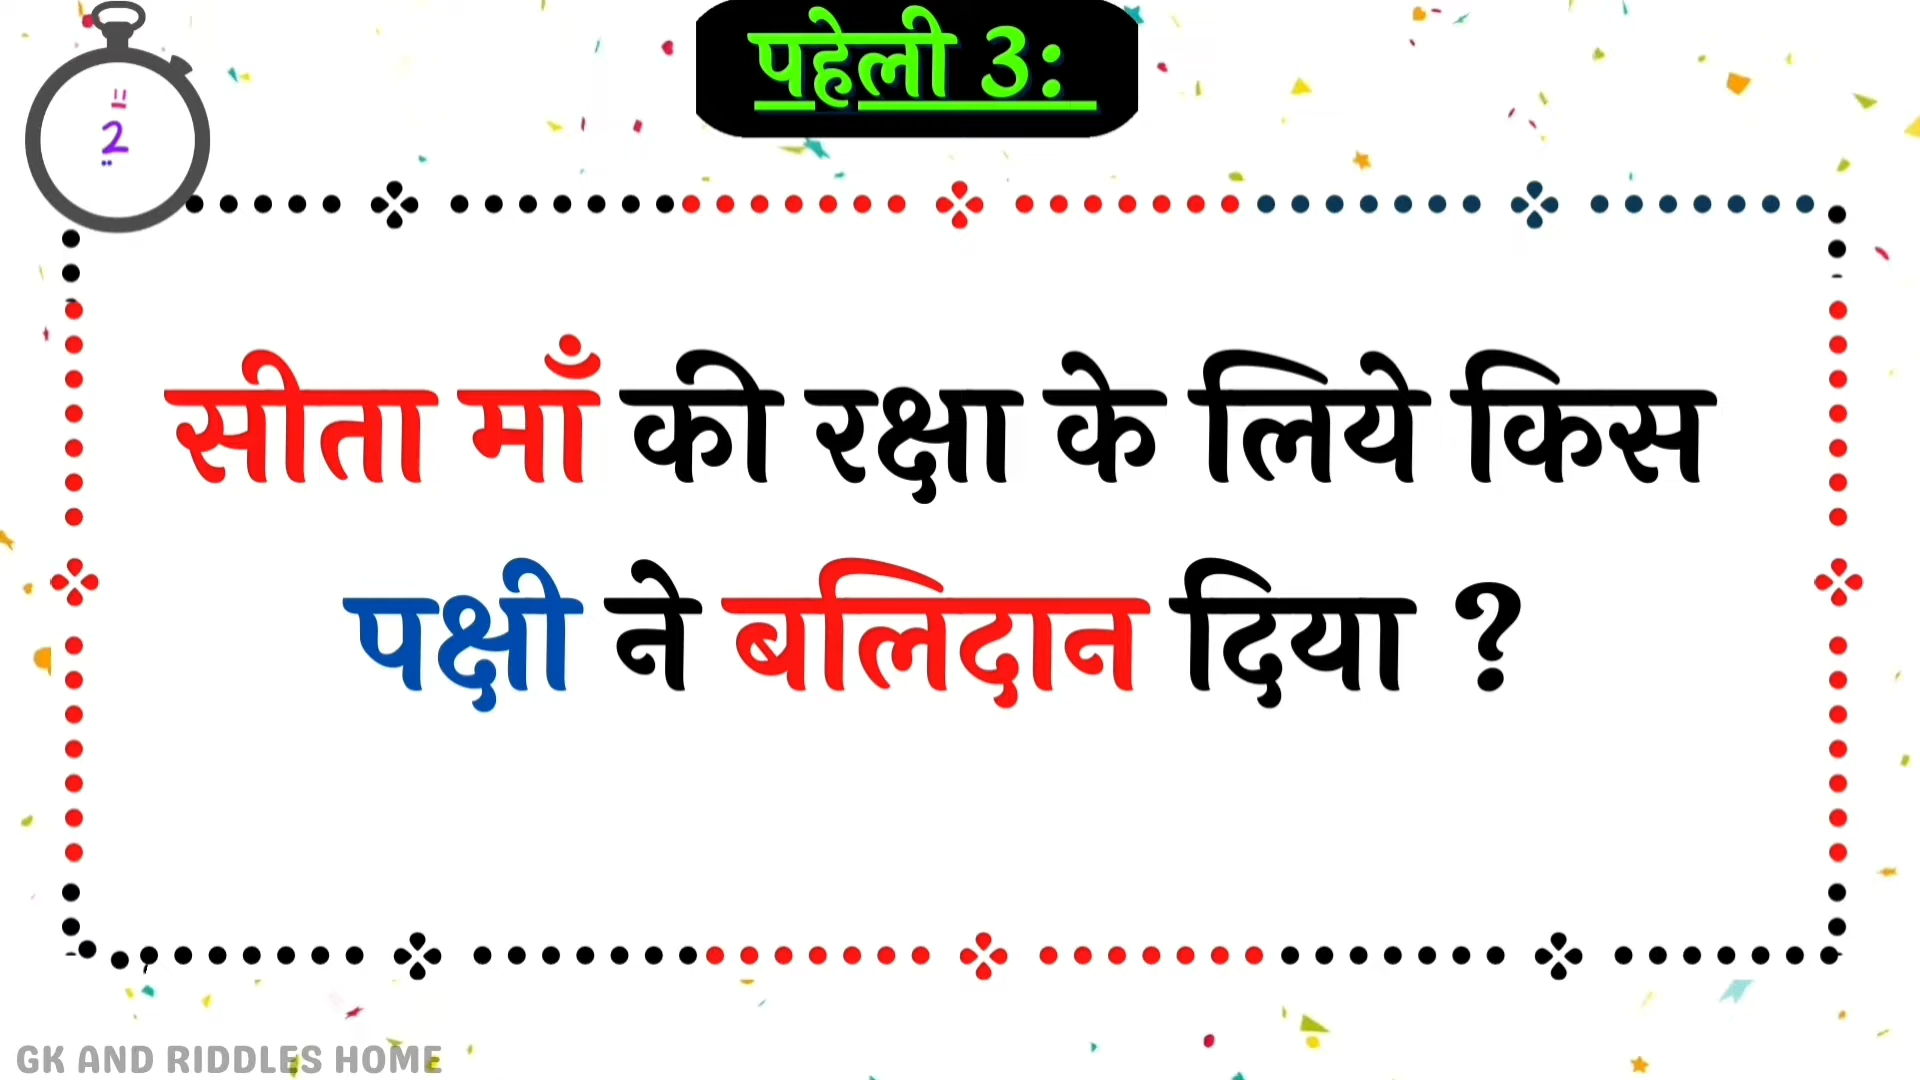 पहेली 3:
2
सीता माँ की रक्षा के लिये किस
पक्षी ने बलिदान दिया ?
GK AND RIDDLES HOME